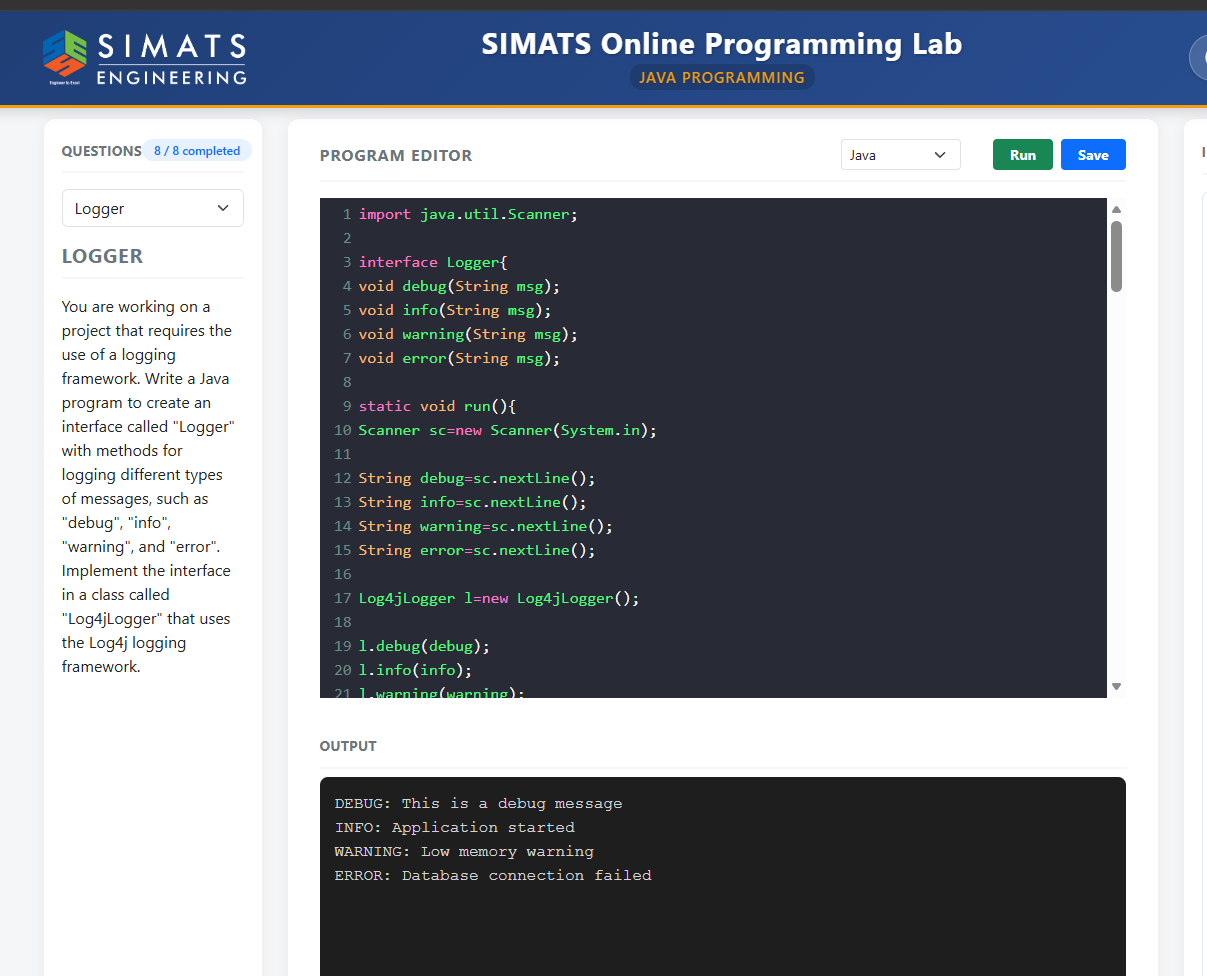 SIMATS
ENGINEERING
Engineer to Excel
SIMATS Online Programming Lab
JAVA PROGRAMMING
QUESTIONS 8 / 8 completed
Logger
LOGGER
You are working on a
project that requires the
use of a logging
framework. Write a Java
program to create an
interface called "Logger"
with methods for
logging different types
of messages, such as
"debug", "info",
"warning", and "error".
Implement the interface
in a class called
"Log4jLogger" that uses
the Log4j logging
framework.
PROGRAM EDITOR
Java
Run
Save
1 import java.util.Scanner;
2
3 interface Logger{
4 void debug(String msg);
5 void info(String msg);
6 void warning(String msg);
7 void error(String msg);
8
9 static void run(){
10 Scanner sc=new Scanner(System.in);
11
12 String debug=sc.nextLine();
13 String info=sc.nextLine();
14 String warning=sc.nextLine();
15 String error=sc.nextLine();
16
17 Log4jLogger l=new Log4jLogger();
18
19 l.debug(debug);
20 l.info(info);
21 l.warning(warning);
OUTPUT
DEBUG: This is a debug message
INFO: Application started
WARNING: Low memory warning
ERROR: Database connection failed